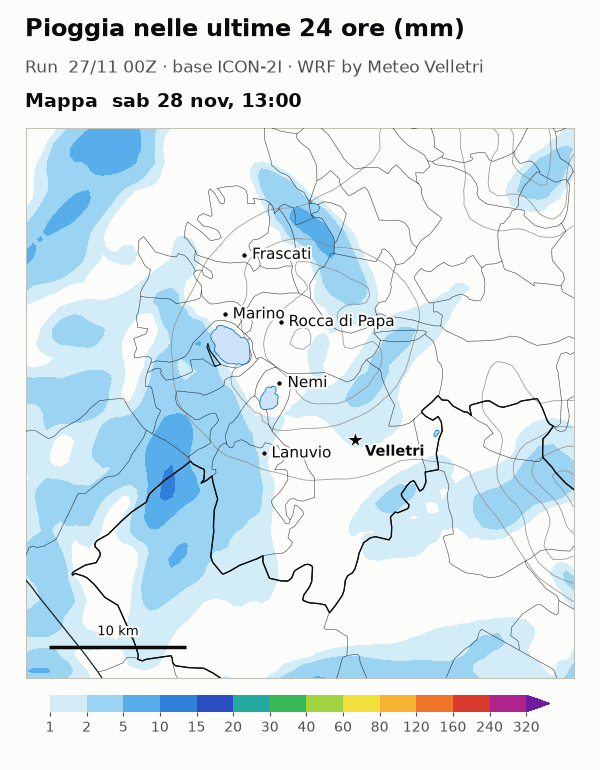 Pioggia nelle ultime 24 ore (mm)
Run  27/11 00Z · base ICON-2I · WRF by Meteo Velletri
Mappa  sab 28 nov, 13:00
Frascati
Marino
Rocca di Papa
Nemi
Velletri
Lanuvio
10 km
1 2 5 10 15 20 30 40 60 80 120 160 240 320